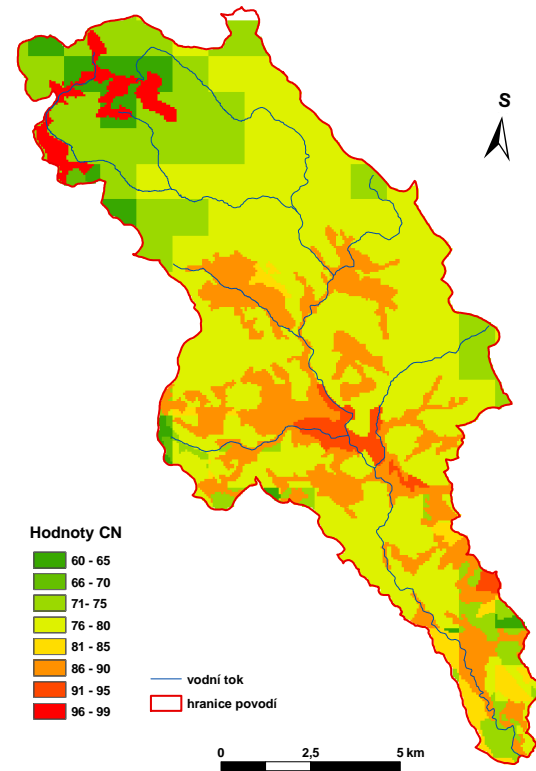 S
Hodnoty CN
60 - 65
66 - 70
71- 75
76 - 80
81 - 85
86 - 90
91 - 95
96 - 99
vodní tok
hranice povodí
0 2,5 5 km